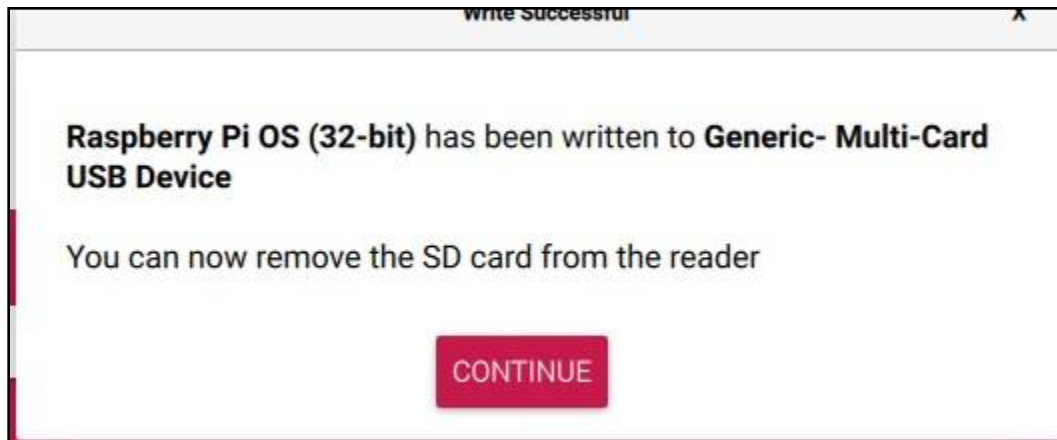 Write Successful
X
Raspberry Pi OS (32-bit) has been written to Generic- Multi-Card
USB Device
You can now remove the SD card from the reader
CONTINUE